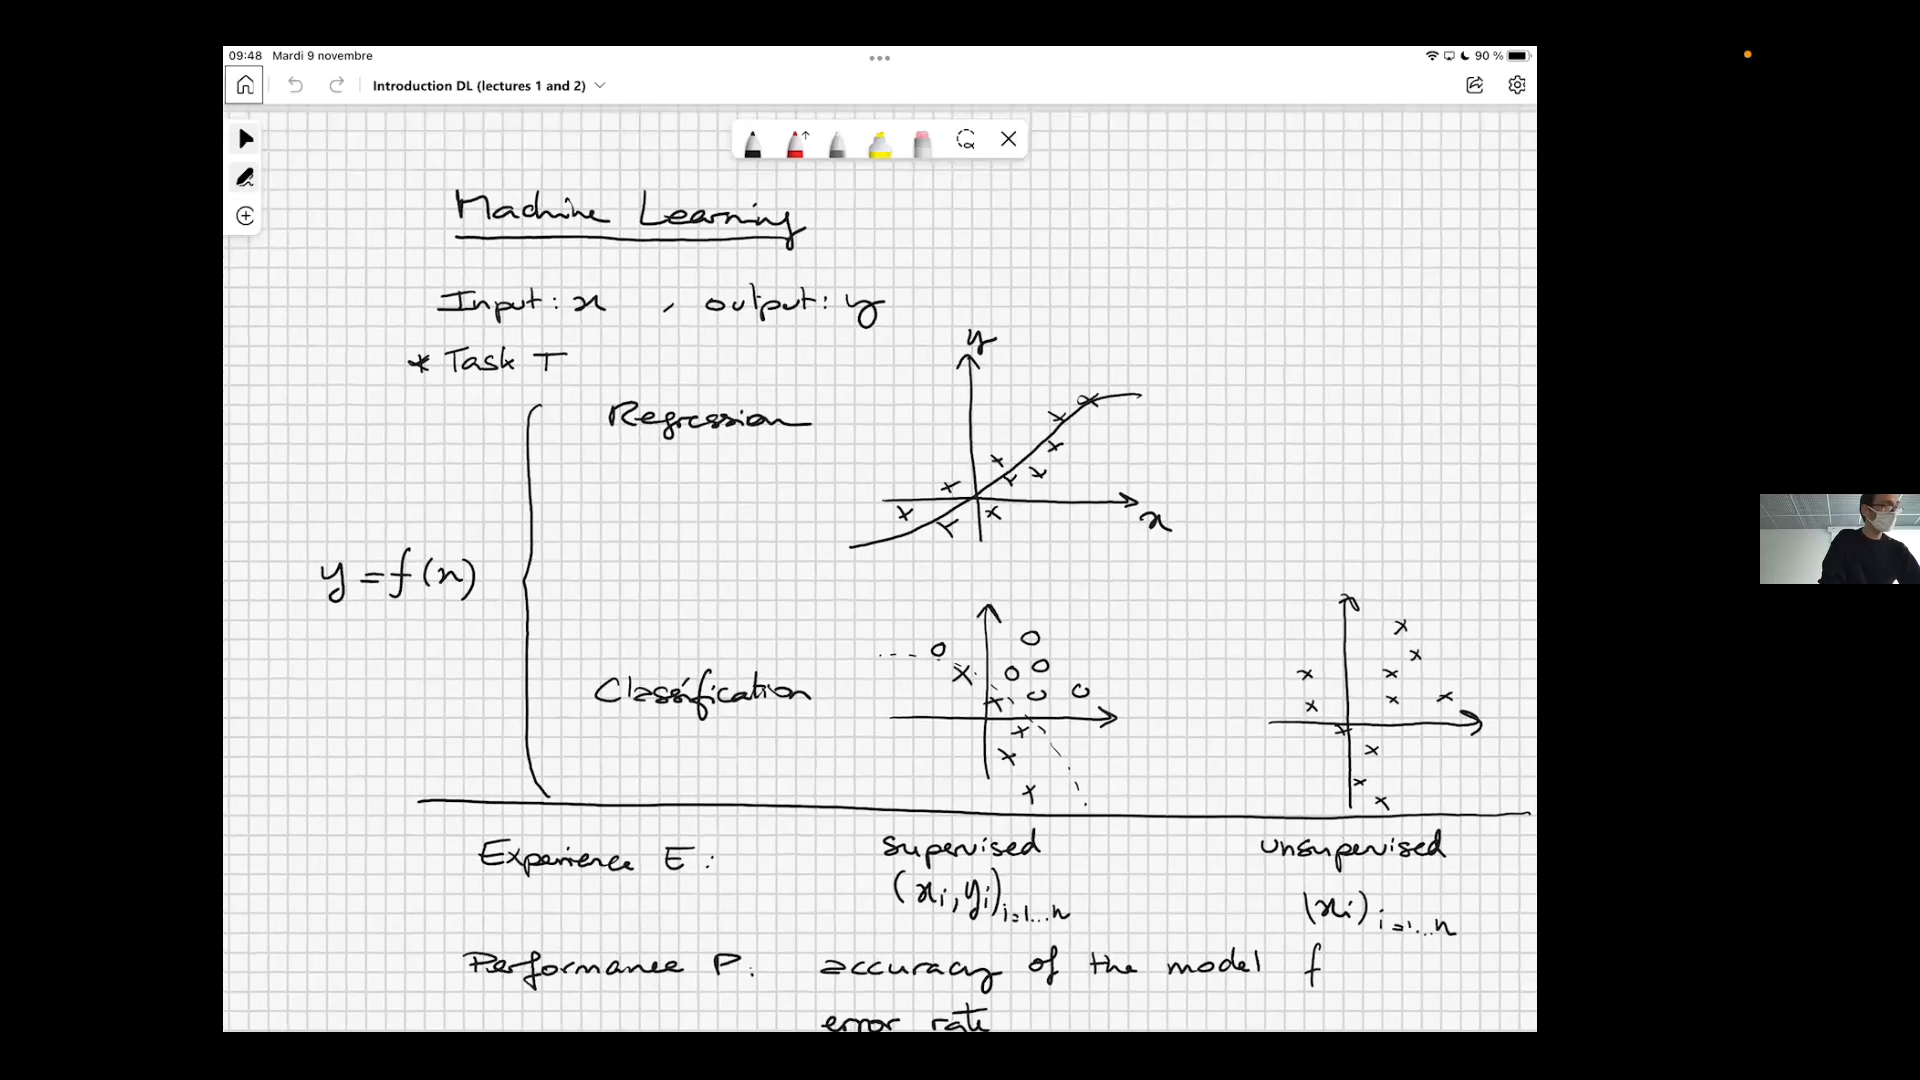 09:48 Mardi 9 novembre 90 %
Introduction DL (lectures 1 and 2)
Machine Learning
Input: x , output: y
* Task T
y
Regression
x
y = f(x)
Classification
Experience E : supervised unsupervised
(xi, yi) i=1...n (xi) i=1...n
Performance P: accuracy of the model f
error rate